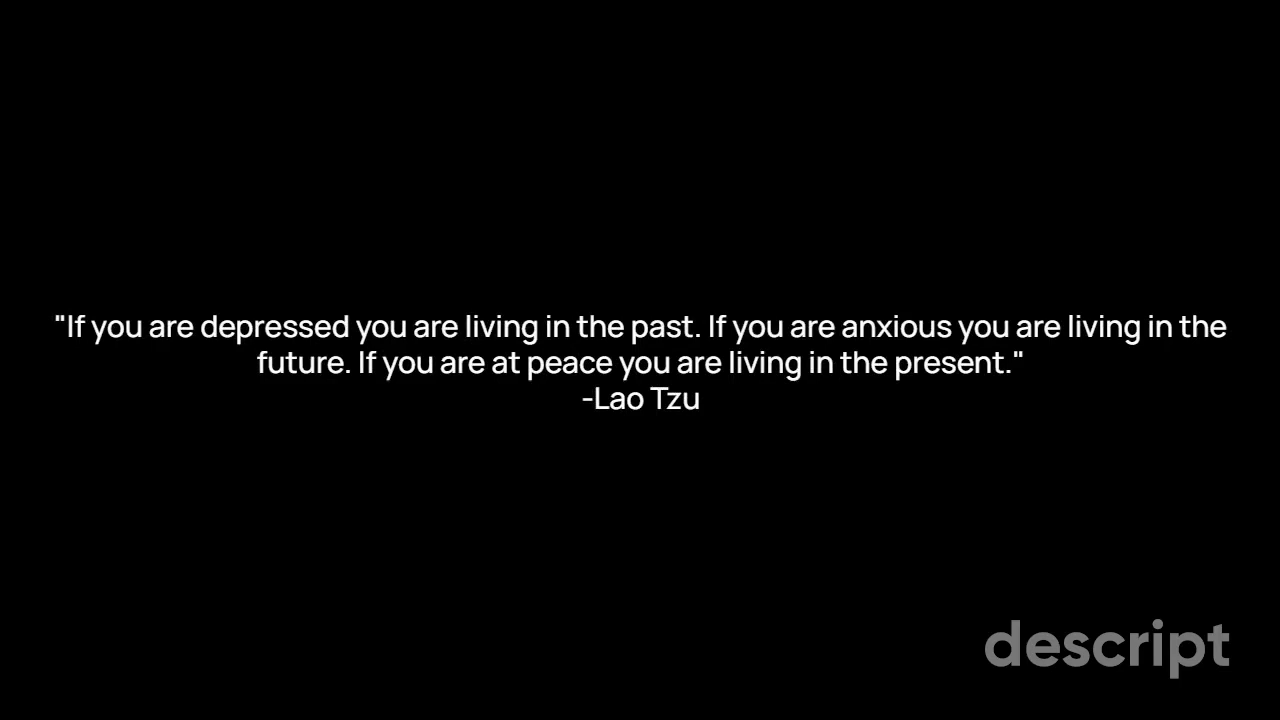 "If you are depressed you are living in the past. If you are anxious you are living in the
future. If you are at peace you are living in the present."
-Lao Tzu
descript